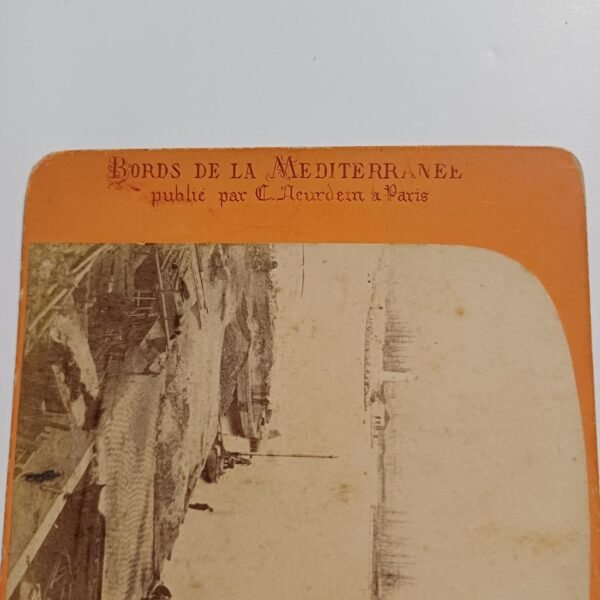 BORDS DE LA MEDITERRANEE
publié par C. Neurdein à Paris